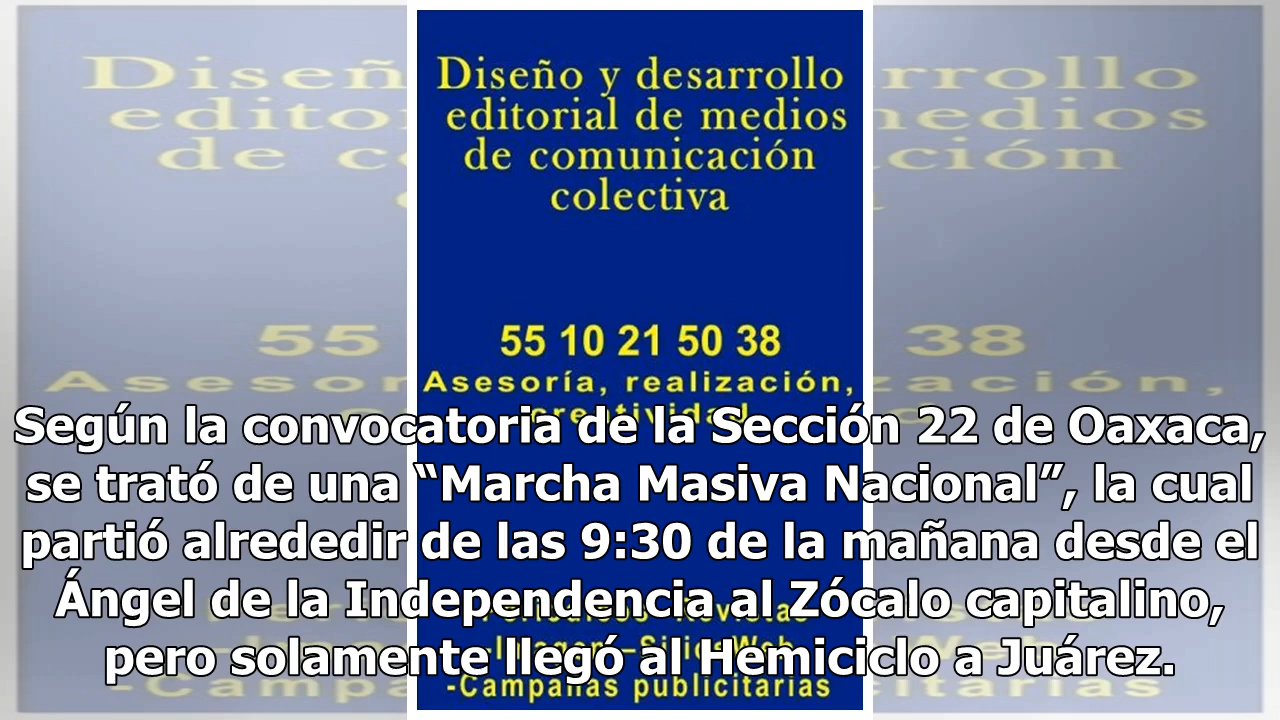 Diseño y desarrollo
editorial de medios
de comunicación
colectiva
55 10 21 50 38
Asesoría, realización,
creatividad
Según la convocatoria de la Sección 22 de Oaxaca,
se trató de una “Marcha Masiva Nacional”, la cual
partió alrededir de las 9:30 de la mañana desde el
Ángel de la Independencia al Zócalo capitalino,
pero solamente llegó al Hemiciclo a Juárez.
-Campañas publicitarias